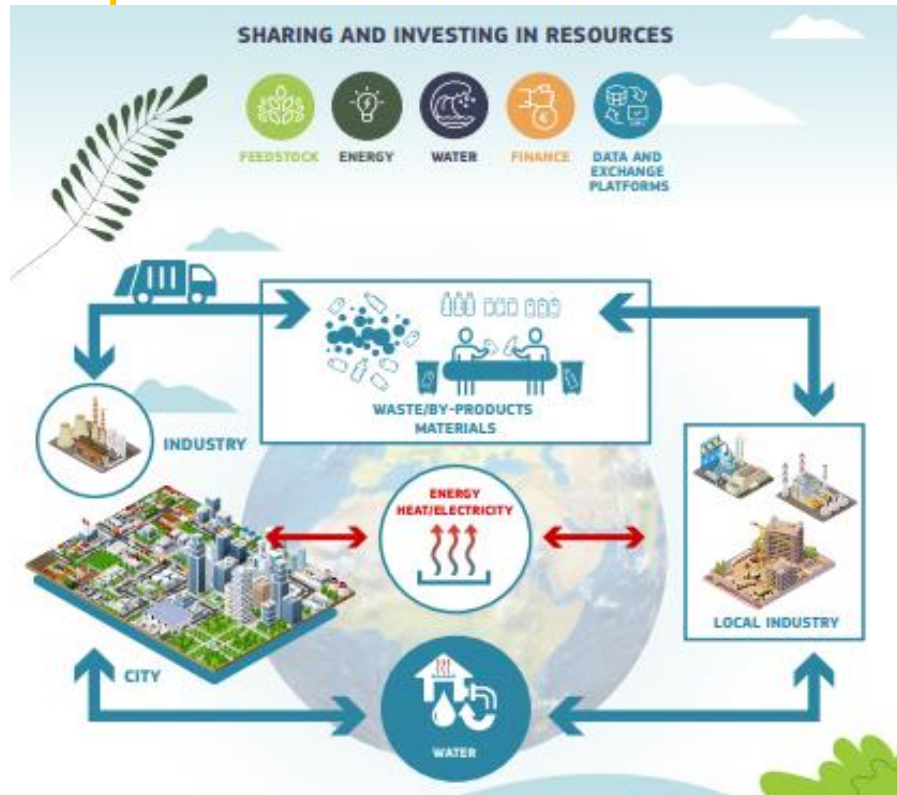 SHARING AND INVESTING IN RESOURCES
FEEDSTOCK
ENERGY
WATER
FINANCE
DATA AND
EXCHANGE
PLATFORMS
WASTE/BY-PRODUCTS
MATERIALS
INDUSTRY
ENERGY
HEAT/ELECTRICITY
LOCAL INDUSTRY
CITY
WATER